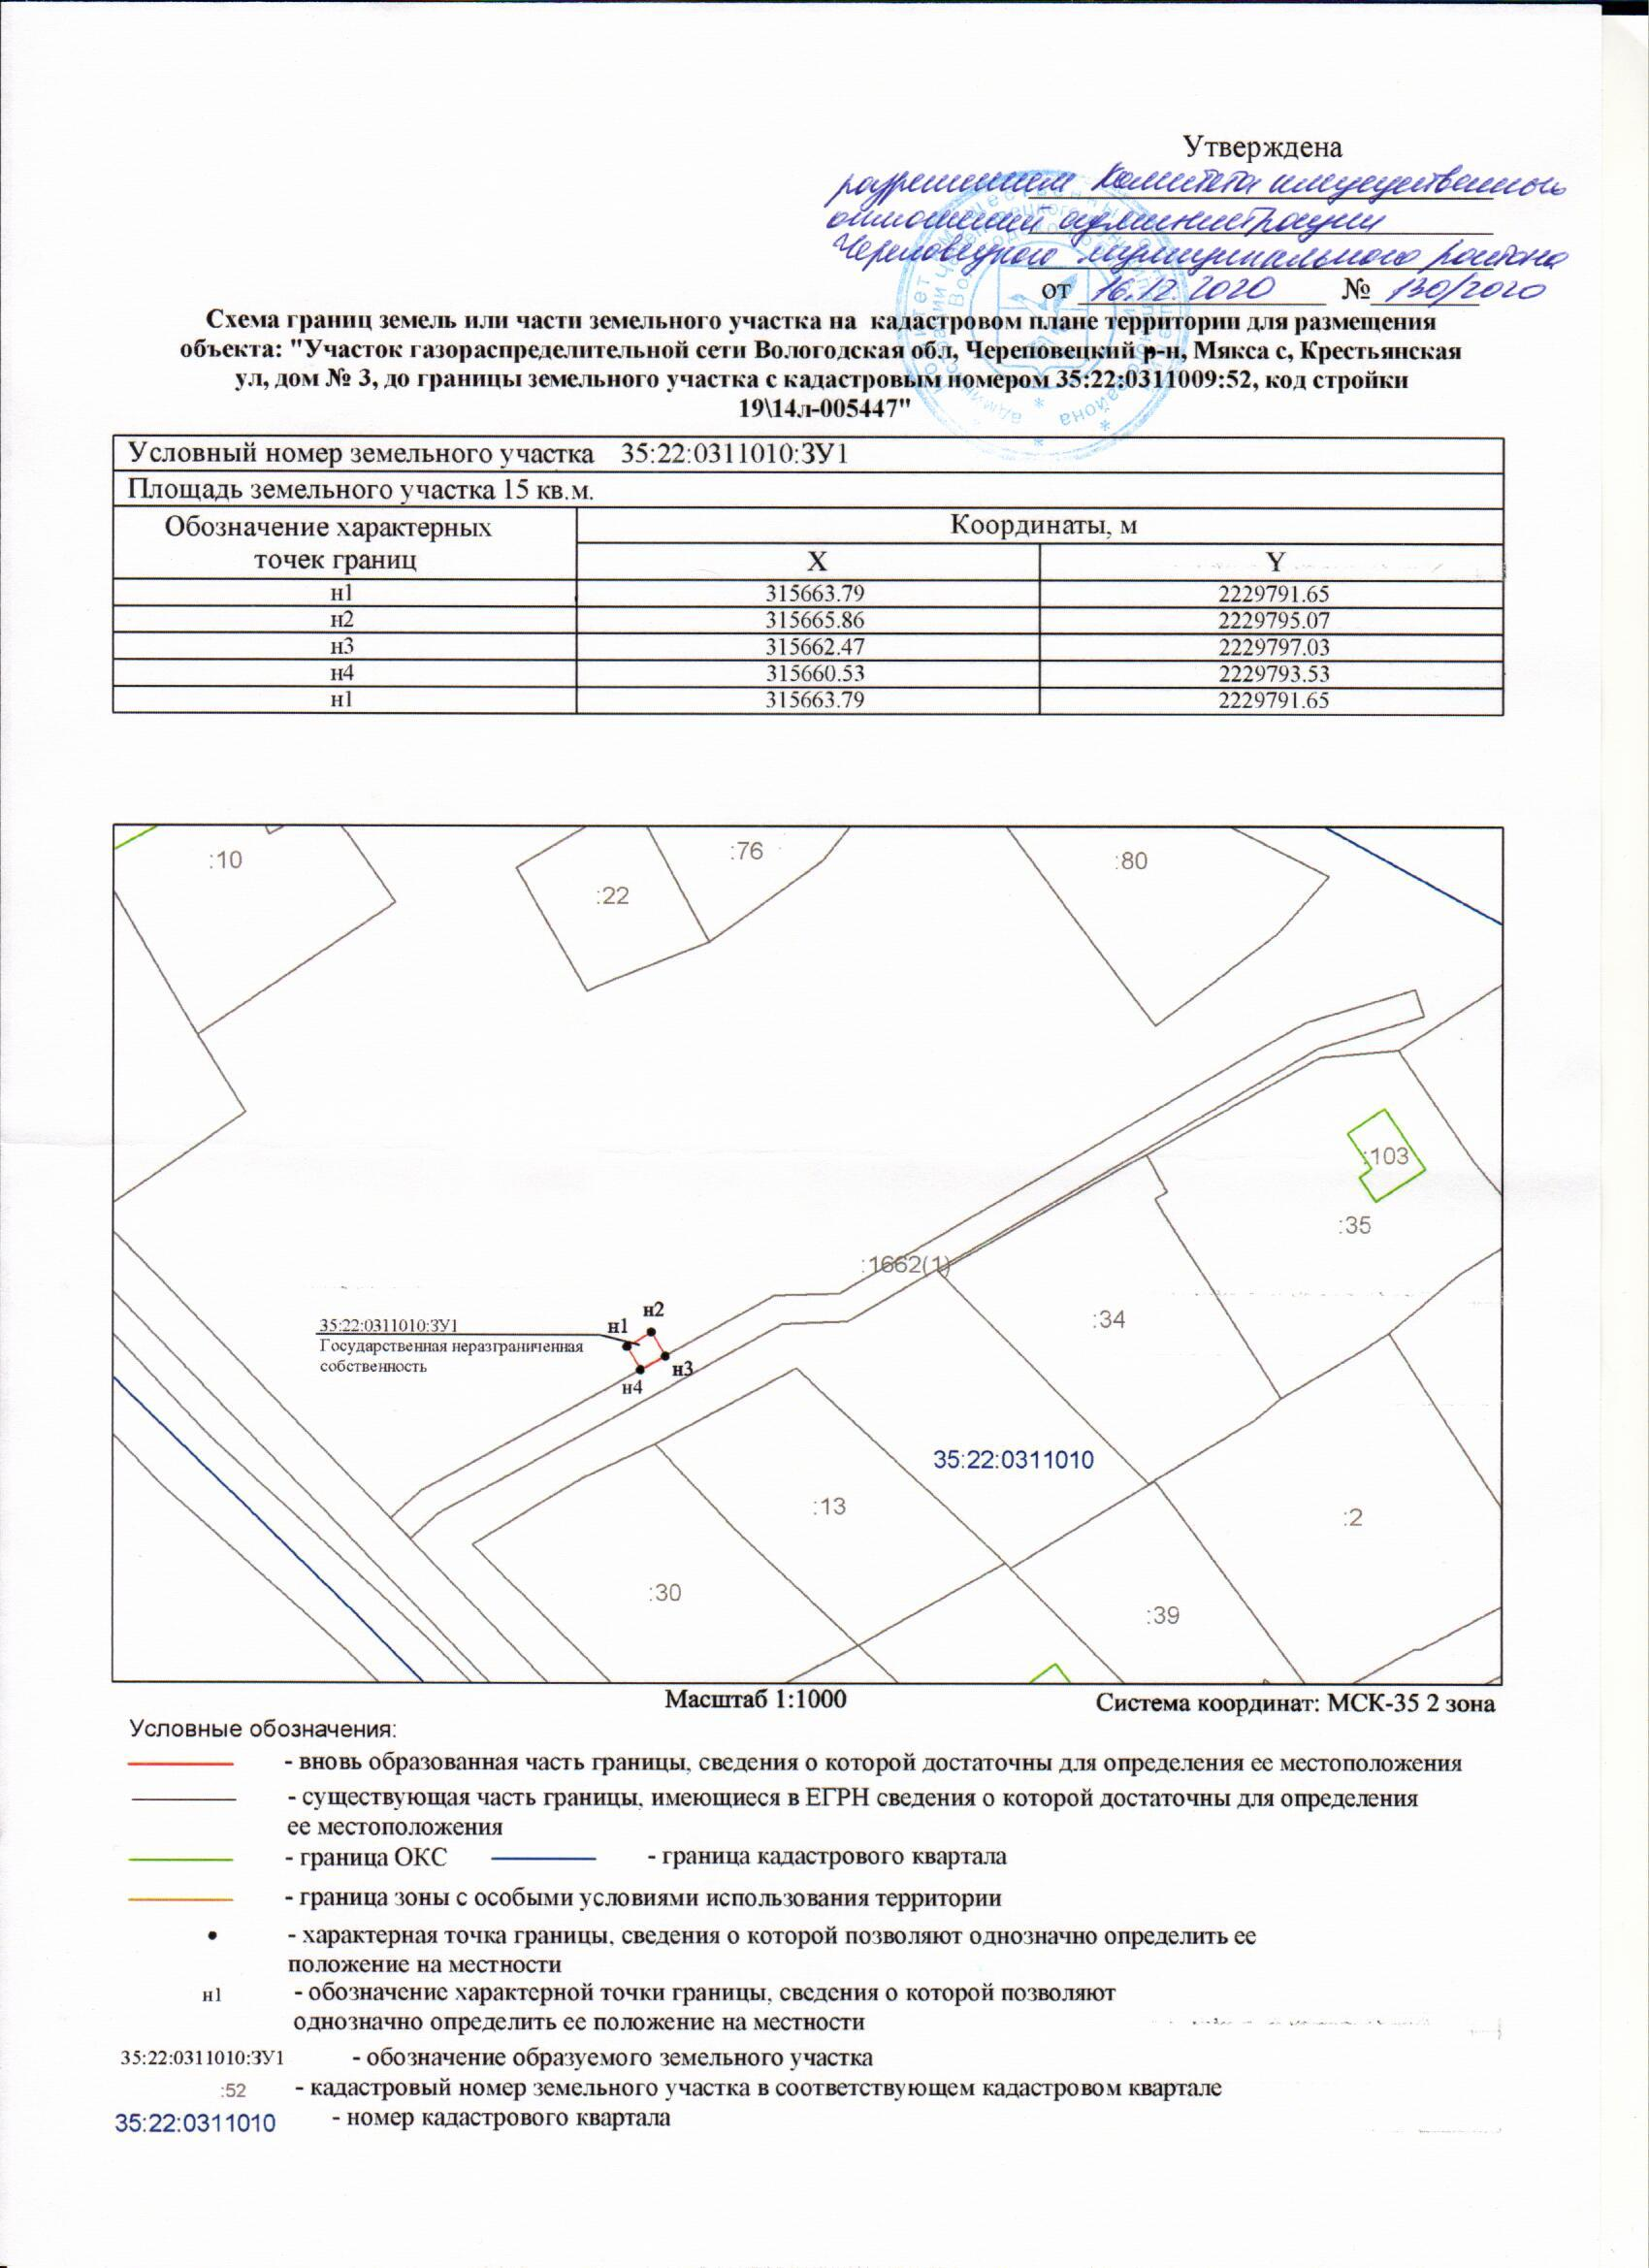 Утверждена
разрешением Комитета имущественных
отношений администрации
Череповецкого муниципального района
от 16.12.2020 № 130/2020
Схема границ земель или части земельного участка на кадастровом плане территории для размещения
объекта: "Участок газораспределительной сети Вологодская обл, Череповецкий р-н, Мякса с, Крестьянская
ул, дом № 3, до границы земельного участка с кадастровым номером 35:22:0311009:52, код стройки
19\14л-005447"
Условный номер земельного участка 35:22:0311010:ЗУ1
Площадь земельного участка 15 кв.м.
Обозначение характерных точек границ Координаты, м
X Y
н1 315663.79 2229791.65
н2 315665.86 2229795.07
н3 315662.47 2229797.03
н4 315660.53 2229793.53
н1 315663.79 2229791.65
:10
:22
:76
:80
:103
:35
:1662(1)
:34
н2
н1
н3
н4
35:22:0311010:ЗУ1
Государственная неразграниченная
собственность
35:22:0311010
:13
:2
:30
:39
Масштаб 1:1000
Система координат: МСК-35 2 зона
Условные обозначения:
- вновь образованная часть границы, сведения о которой достаточны для определения ее местоположения
- существующая часть границы, имеющиеся в ЕГРН сведения о которой достаточны для определения
ее местоположения
- граница ОКС - граница кадастрового квартала
- граница зоны с особыми условиями использования территории
- характерная точка границы, сведения о которой позволяют однозначно определить ее
положение на местности
н1 - обозначение характерной точки границы, сведения о которой позволяют
однозначно определить ее положение на местности
35:22:0311010:ЗУ1 - обозначение образуемого земельного участка
:52 - кадастровый номер земельного участка в соответствующем кадастровом квартале
35:22:0311010 - номер кадастрового квартала